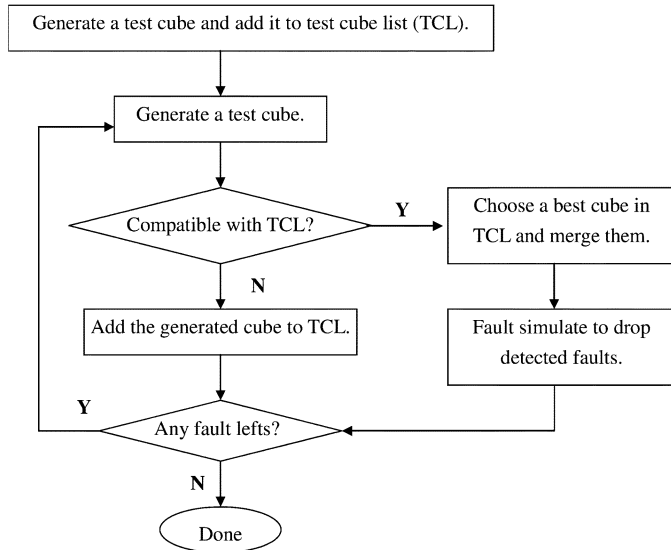 Generate a test cube and add it to test cube list (TCL).
Generate a test cube.
Compatible with TCL?
Y
Choose a best cube in
TCL and merge them.
N
Add the generated cube to TCL.
Fault simulate to drop
detected faults.
Y
Any fault lefts?
N
Done